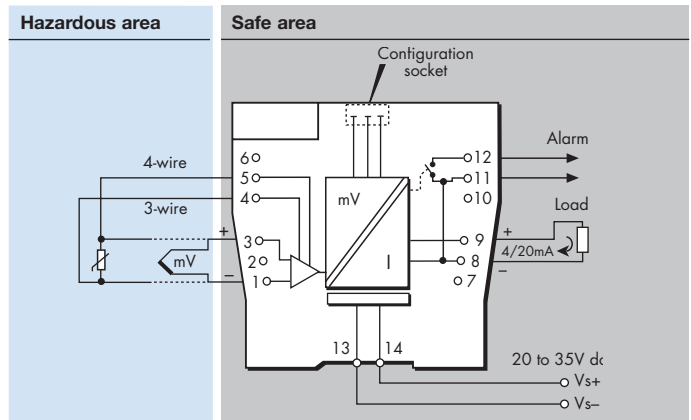 Hazardous area
Safe area
Contiguration
socket
Alarm
6
12
4-wire
5
11
mV
4
10
3-wire
Load
+
+
3
9
4/20mA
mV
2
I
8
–
1
7
–
13
14
20 to 35V dc
Vs+
Vs–